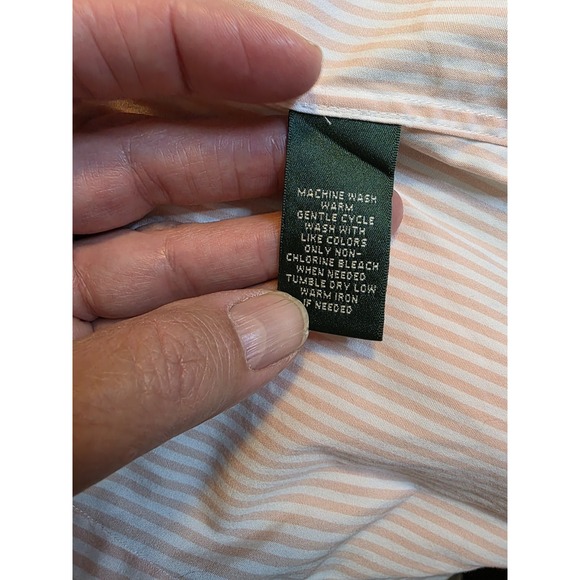 MACHINE WASH
WARM
GENTLE CYCLE
WASH WITH
LIKE COLORS
ONLY NON-
CHLORINE BLEACH
WHEN NEEDED
TUMBLE DRY LOW
WARM IRON
IF NEEDED